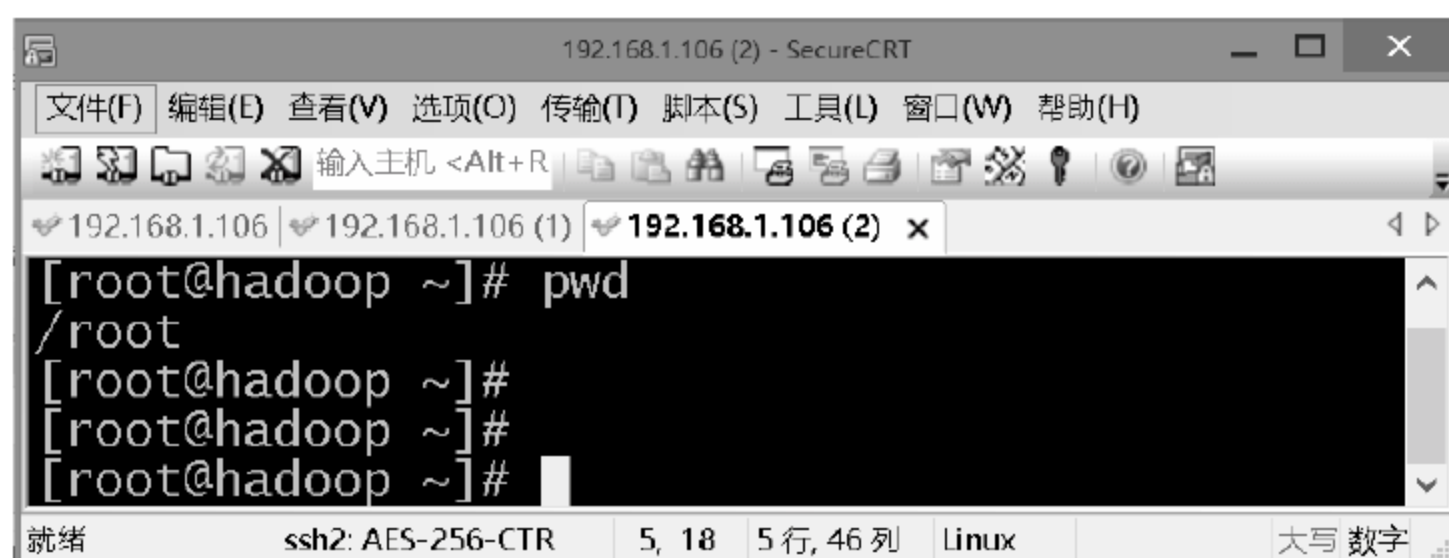 192.168.1.106 (2) - SecureCRT
文件(F) 编辑(E) 查看(V) 选项(O) 传输(T) 脚本(S) 工具(L) 窗口(W) 帮助(H)
输入主机 <Alt+R
192.168.1.106 192.168.1.106 (1) 192.168.1.106 (2)
[root@hadoop ~]# pwd
/root
[root@hadoop ~]#
[root@hadoop ~]#
[root@hadoop ~]#
就绪 ssh2: AES-256-CTR 5, 18 5行, 46列 Linux 大写 数字